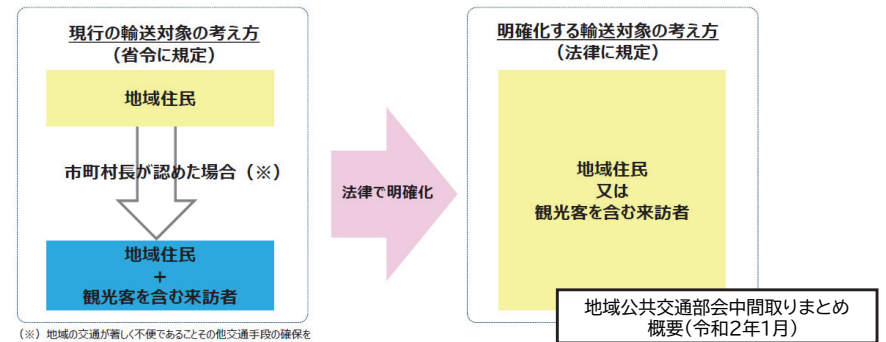 現行の輸送対象の考え方
(省令に規定)
地域住民
市町村長が認めた場合(※)
地域住民
+
観光客を含む来訪者
(※)地域の交通が著しく不便であることその他交通手段の確保を
法律で明確化
明確化する輸送対象の考え方
(法律に規定)
地域住民
又は
観光客を含む来訪者
地域公共交通部会中間取りまとめ
概要(令和2年1月)